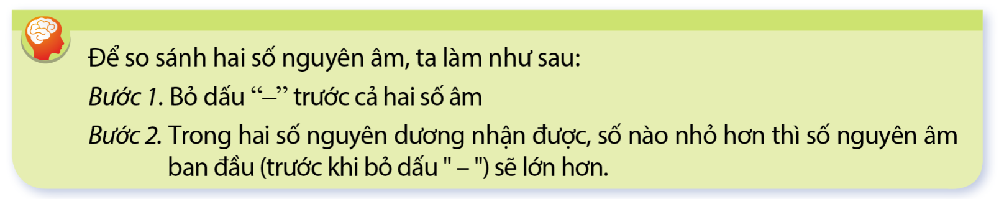 Để so sánh hai số nguyên âm, ta làm như sau:
Bước 1. Bỏ dấu “–” trước cả hai số âm
Bước 2. Trong hai số nguyên dương nhận được, số nào nhỏ hơn thì số nguyên âm
ban đầu (trước khi bỏ dấu " – ") sẽ lớn hơn.